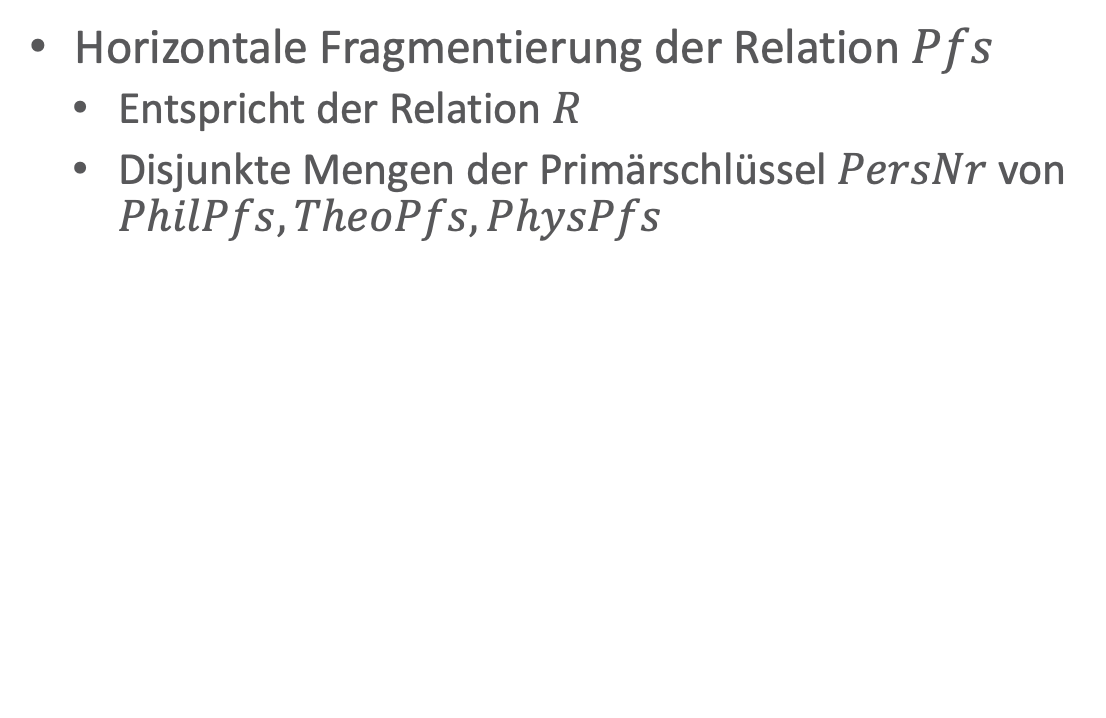 • Horizontale Fragmentierung der Relation Pfs
• Entspricht der Relation R
• Disjunkte Mengen der Primärschlüssel PersNr von
PhilPfs, TheoPfs, PhysPfs